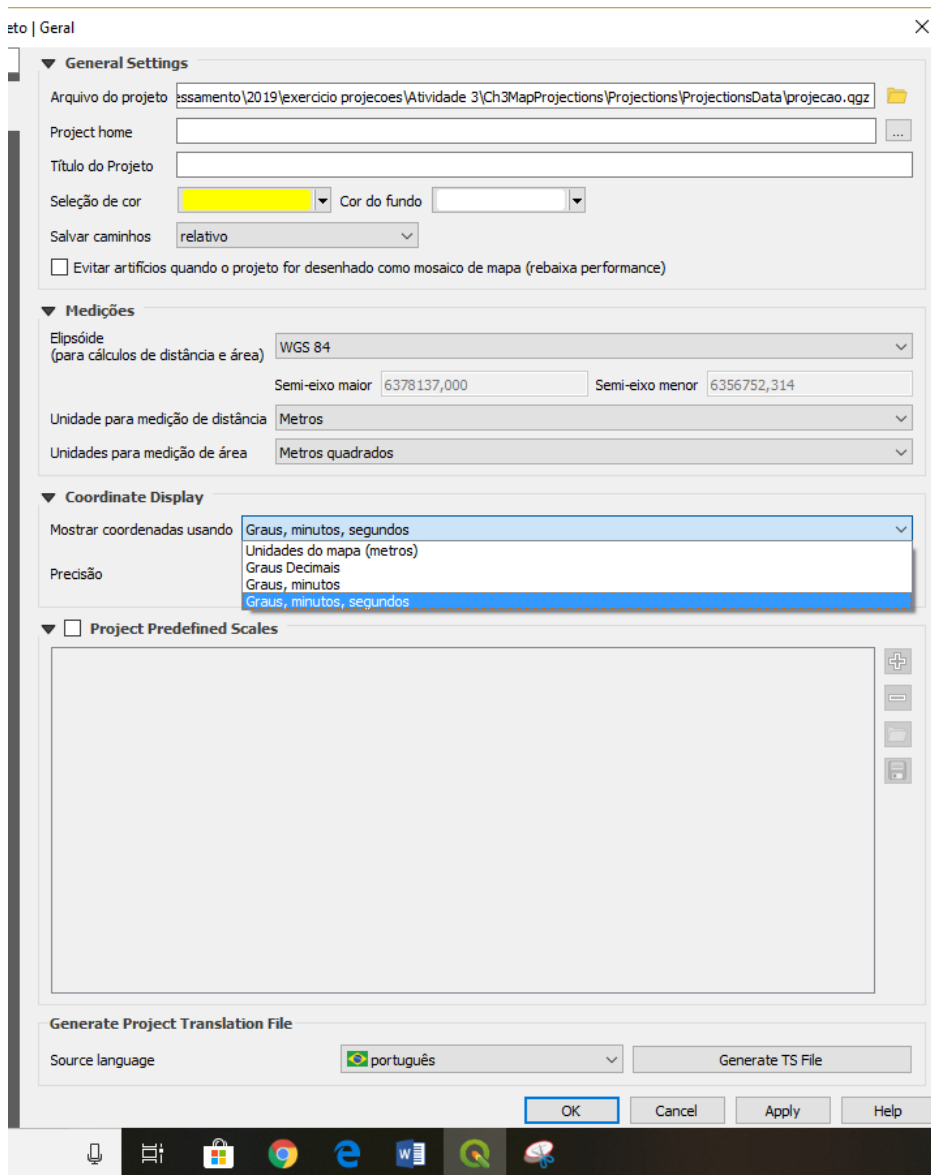 eto | Geral
General Settings
Arquivo do projeto essamento\2019\exercicio projecoes\Atividade 3\Ch3MapProjections\Projections\ProjectionsData\projecao.qgz
Project home ...
Título do Projeto
Seleção de cor Cor do fundo
Salvar caminhos relativo
Evitar artifícios quando o projeto for desenhado como mosaico de mapa (rebaixa performance)
Medições
Elipsóide
(para cálculos de distância e área) WGS 84
Semi-eixo maior 6378137,000 Semi-eixo menor 6356752,314
Unidade para medição de distância Metros
Unidades para medição de área Metros quadrados
Coordinate Display
Mostrar coordenadas usando Graus, minutos, segundos
Unidades do mapa (metros)
Graus Decimais
Precisão
Graus, minutos
Graus, minutos, segundos
Project Predefined Scales
Generate Project Translation File
Source language português Generate TS File
OK Cancel Apply Help